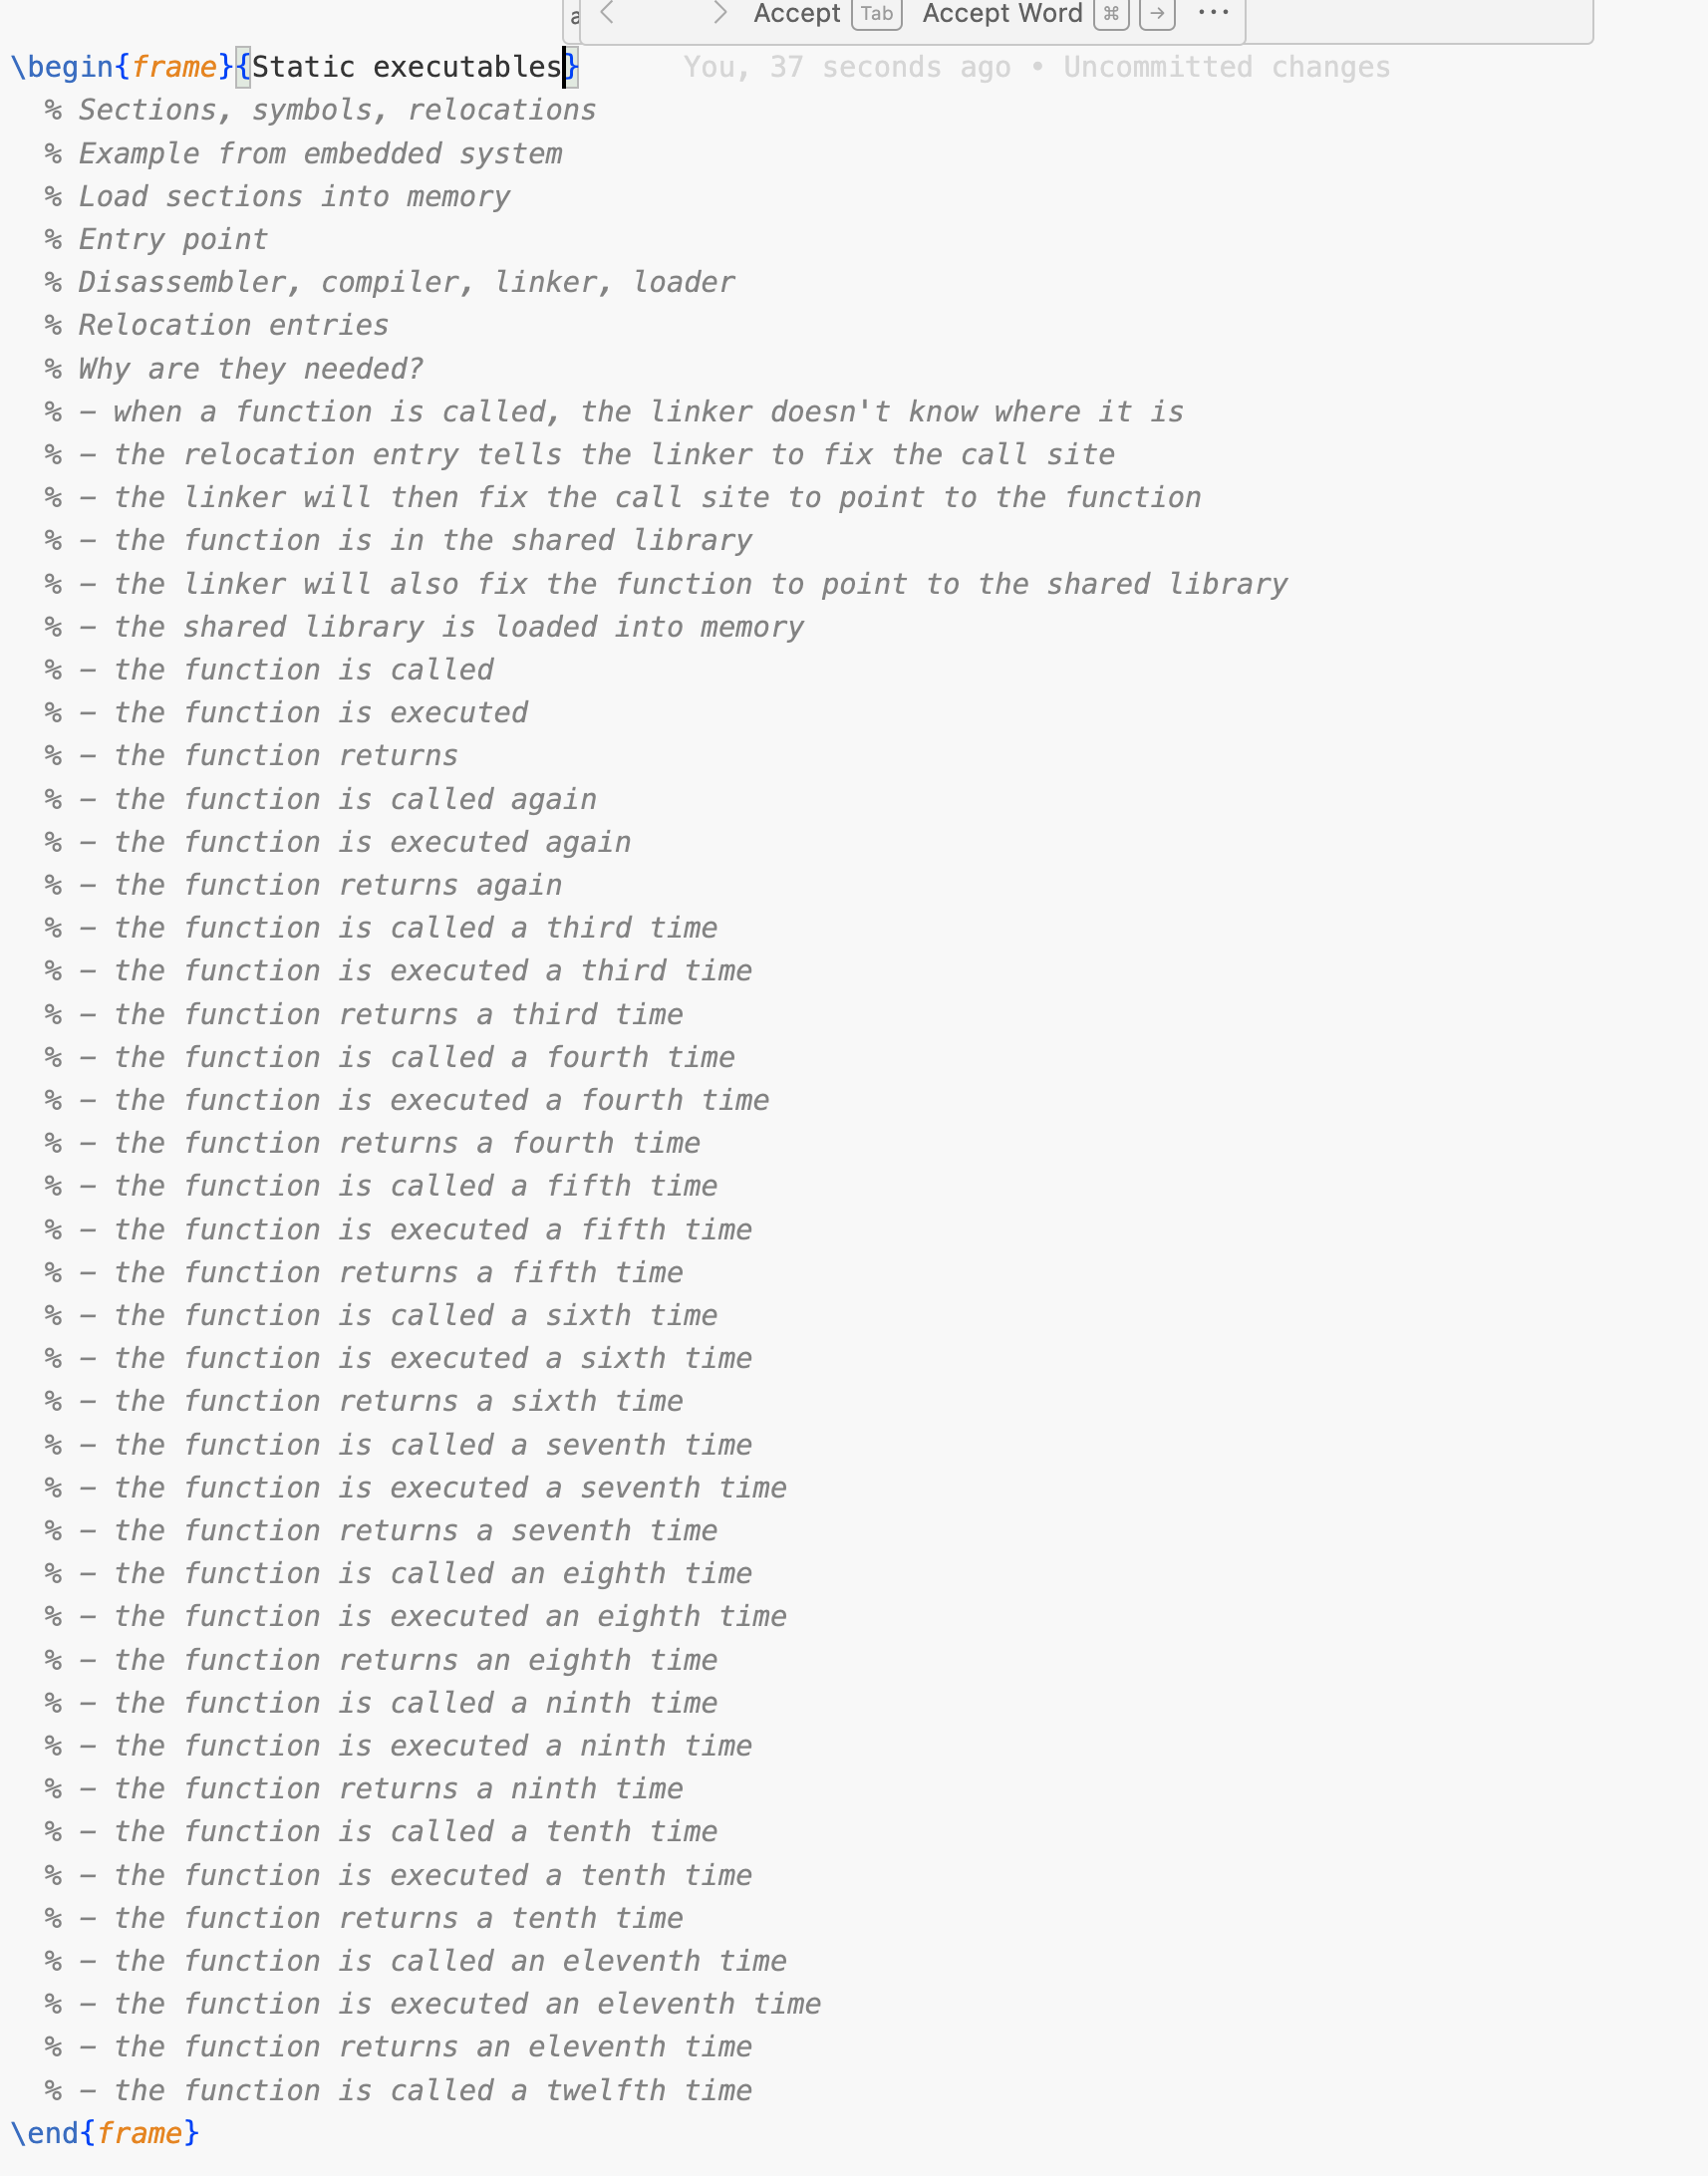 a Accept Tab Accept Word ⌘ → ···
\begin{frame}{Static executables} You, 37 seconds ago • Uncommitted changes
% Sections, symbols, relocations
% Example from embedded system
% Load sections into memory
% Entry point
% Disassembler, compiler, linker, loader
% Relocation entries
% Why are they needed?
% - when a function is called, the linker doesn't know where it is
% - the relocation entry tells the linker to fix the call site
% - the linker will then fix the call site to point to the function
% - the function is in the shared library
% - the linker will also fix the function to point to the shared library
% - the shared library is loaded into memory
% - the function is called
% - the function is executed
% - the function returns
% - the function is called again
% - the function is executed again
% - the function returns again
% - the function is called a third time
% - the function is executed a third time
% - the function returns a third time
% - the function is called a fourth time
% - the function is executed a fourth time
% - the function returns a fourth time
% - the function is called a fifth time
% - the function is executed a fifth time
% - the function returns a fifth time
% - the function is called a sixth time
% - the function is executed a sixth time
% - the function returns a sixth time
% - the function is called a seventh time
% - the function is executed a seventh time
% - the function returns a seventh time
% - the function is called an eighth time
% - the function is executed an eighth time
% - the function returns an eighth time
% - the function is called a ninth time
% - the function is executed a ninth time
% - the function returns a ninth time
% - the function is called a tenth time
% - the function is executed a tenth time
% - the function returns a tenth time
% - the function is called an eleventh time
% - the function is executed an eleventh time
% - the function returns an eleventh time
% - the function is called a twelfth time
\end{frame}